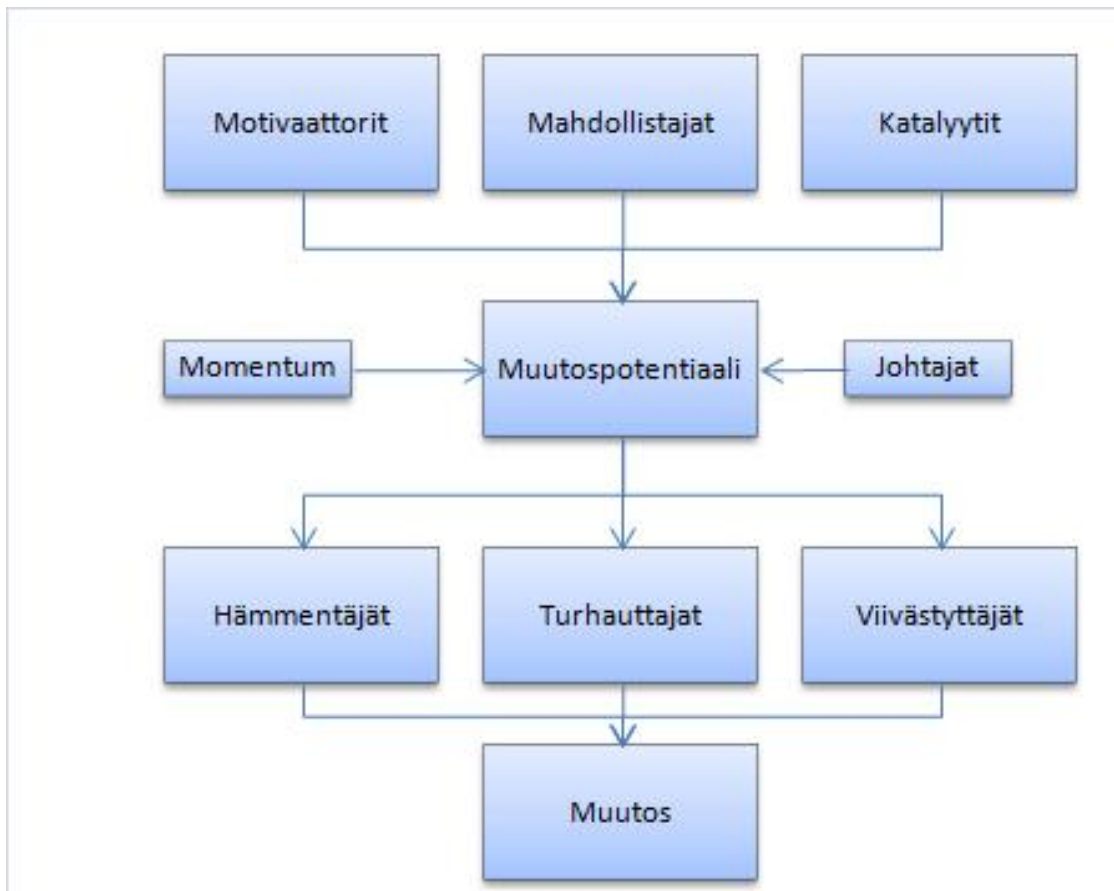 Motivaattorit
Mahdollistajat
Katalyytit
Momentum
Muutospotentiaali
Johtajat
Hämmentäjät
Turhauttajat
Viivästyttäjät
Muutos